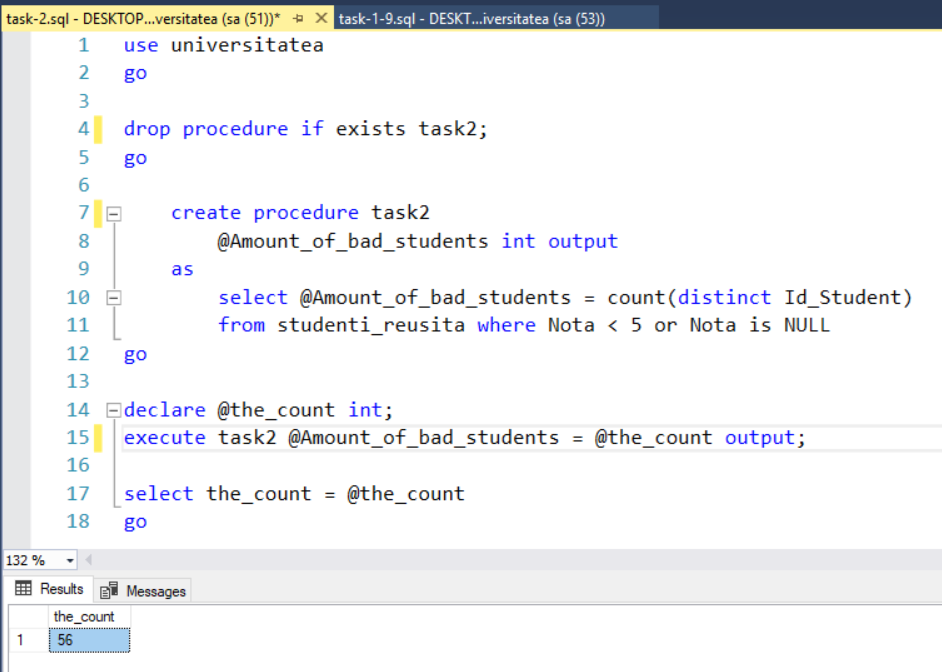 task-2.sql - DESKTOP...versitatea (sa (51))* task-1-9.sql - DESKT...iversitatea (sa (53))
1 use universitatea
2 go
3
4 drop procedure if exists task2;
5 go
6
7 create procedure task2
8 @Amount_of_bad_students int output
9 as
10 select @Amount_of_bad_students = count(distinct Id_Student)
11 from studenti_reusita where Nota < 5 or Nota is NULL
12 go
13
14 declare @the_count int;
15 execute task2 @Amount_of_bad_students = @the_count output;
16
17 select the_count = @the_count
18 go
132 %
Results Messages
the_count
1 56